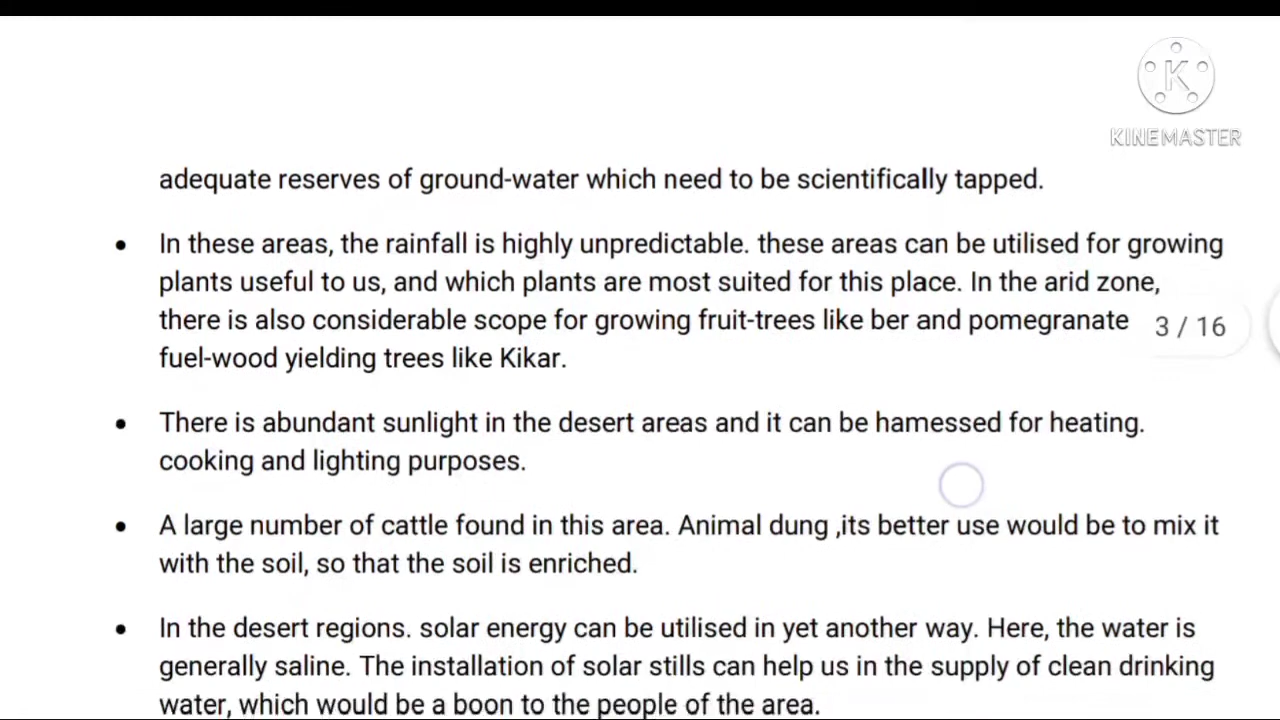 K
KINEMASTER
adequate reserves of ground-water which need to be scientifically tapped.
In these areas, the rainfall is highly unpredictable. these areas can be utilised for growing
plants useful to us, and which plants are most suited for this place. In the arid zone,
there is also considerable scope for growing fruit-trees like ber and pomegranate
3 / 16
fuel-wood yielding trees like Kikar.
There is abundant sunlight in the desert areas and it can be hamessed for heating.
cooking and lighting purposes.
A large number of cattle found in this area. Animal dung ,its better use would be to mix it
with the soil, so that the soil is enriched.
In the desert regions. solar energy can be utilised in yet another way. Here, the water is
generally saline. The installation of solar stills can help us in the supply of clean drinking
water, which would be a boon to the people of the area.